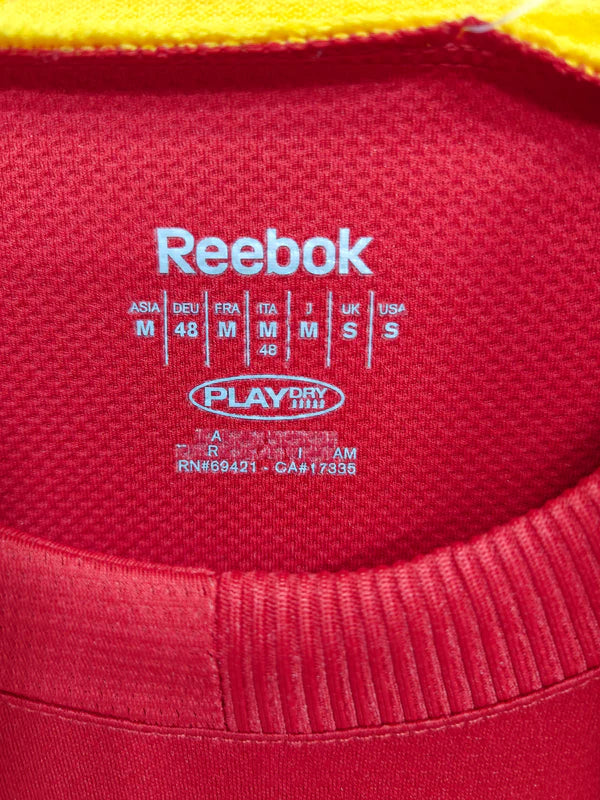 Reebok
ASIA DEU FRA ITA J UK USA
M 48 M M M S S
48
PLAYDRY
RN#69421 - CA#17335